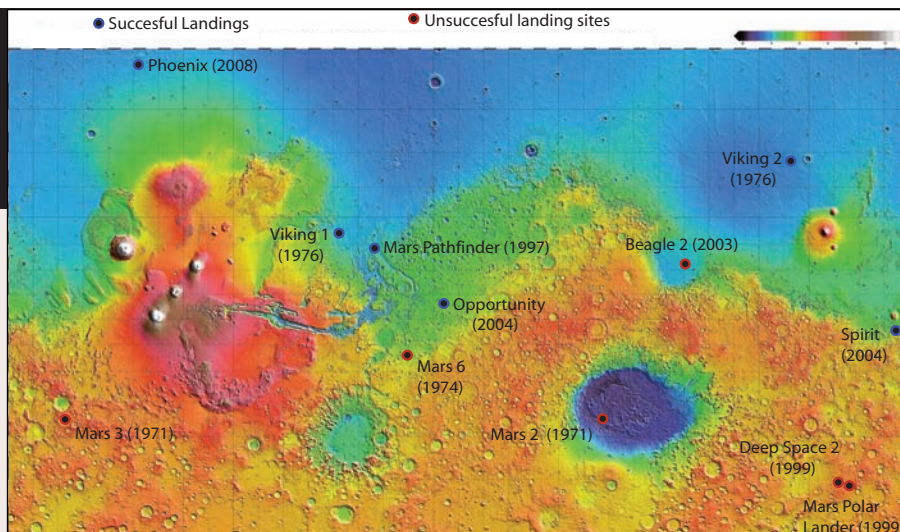 Succesful Landings
Unsuccesful landing sites
Phoenix (2008)
Viking 2
(1976)
Viking 1
(1976)
Mars Pathfinder (1997)
Beagle 2 (2003)
Opportunity
(2004)
Spirit
(2004)
Mars 6
(1974)
Mars 3 (1971)
Mars 2 (1971)
Deep Space 2
(1999)
Mars Polar
Lander (1999